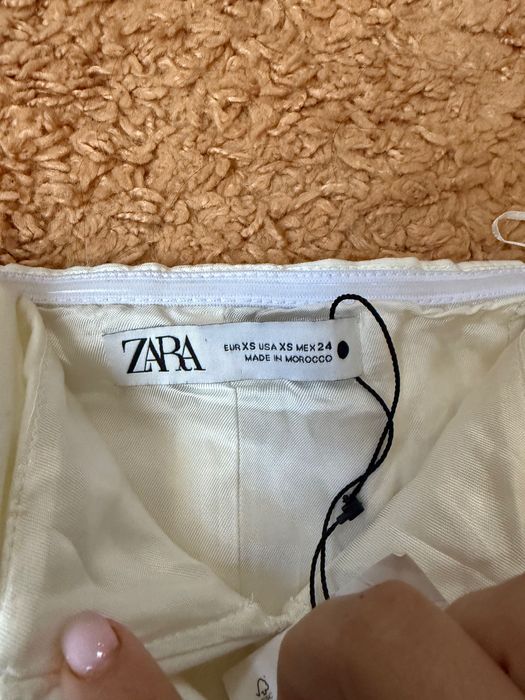 ZARA
EUR XS USA XS MEX 24
MADE IN MOROCCO